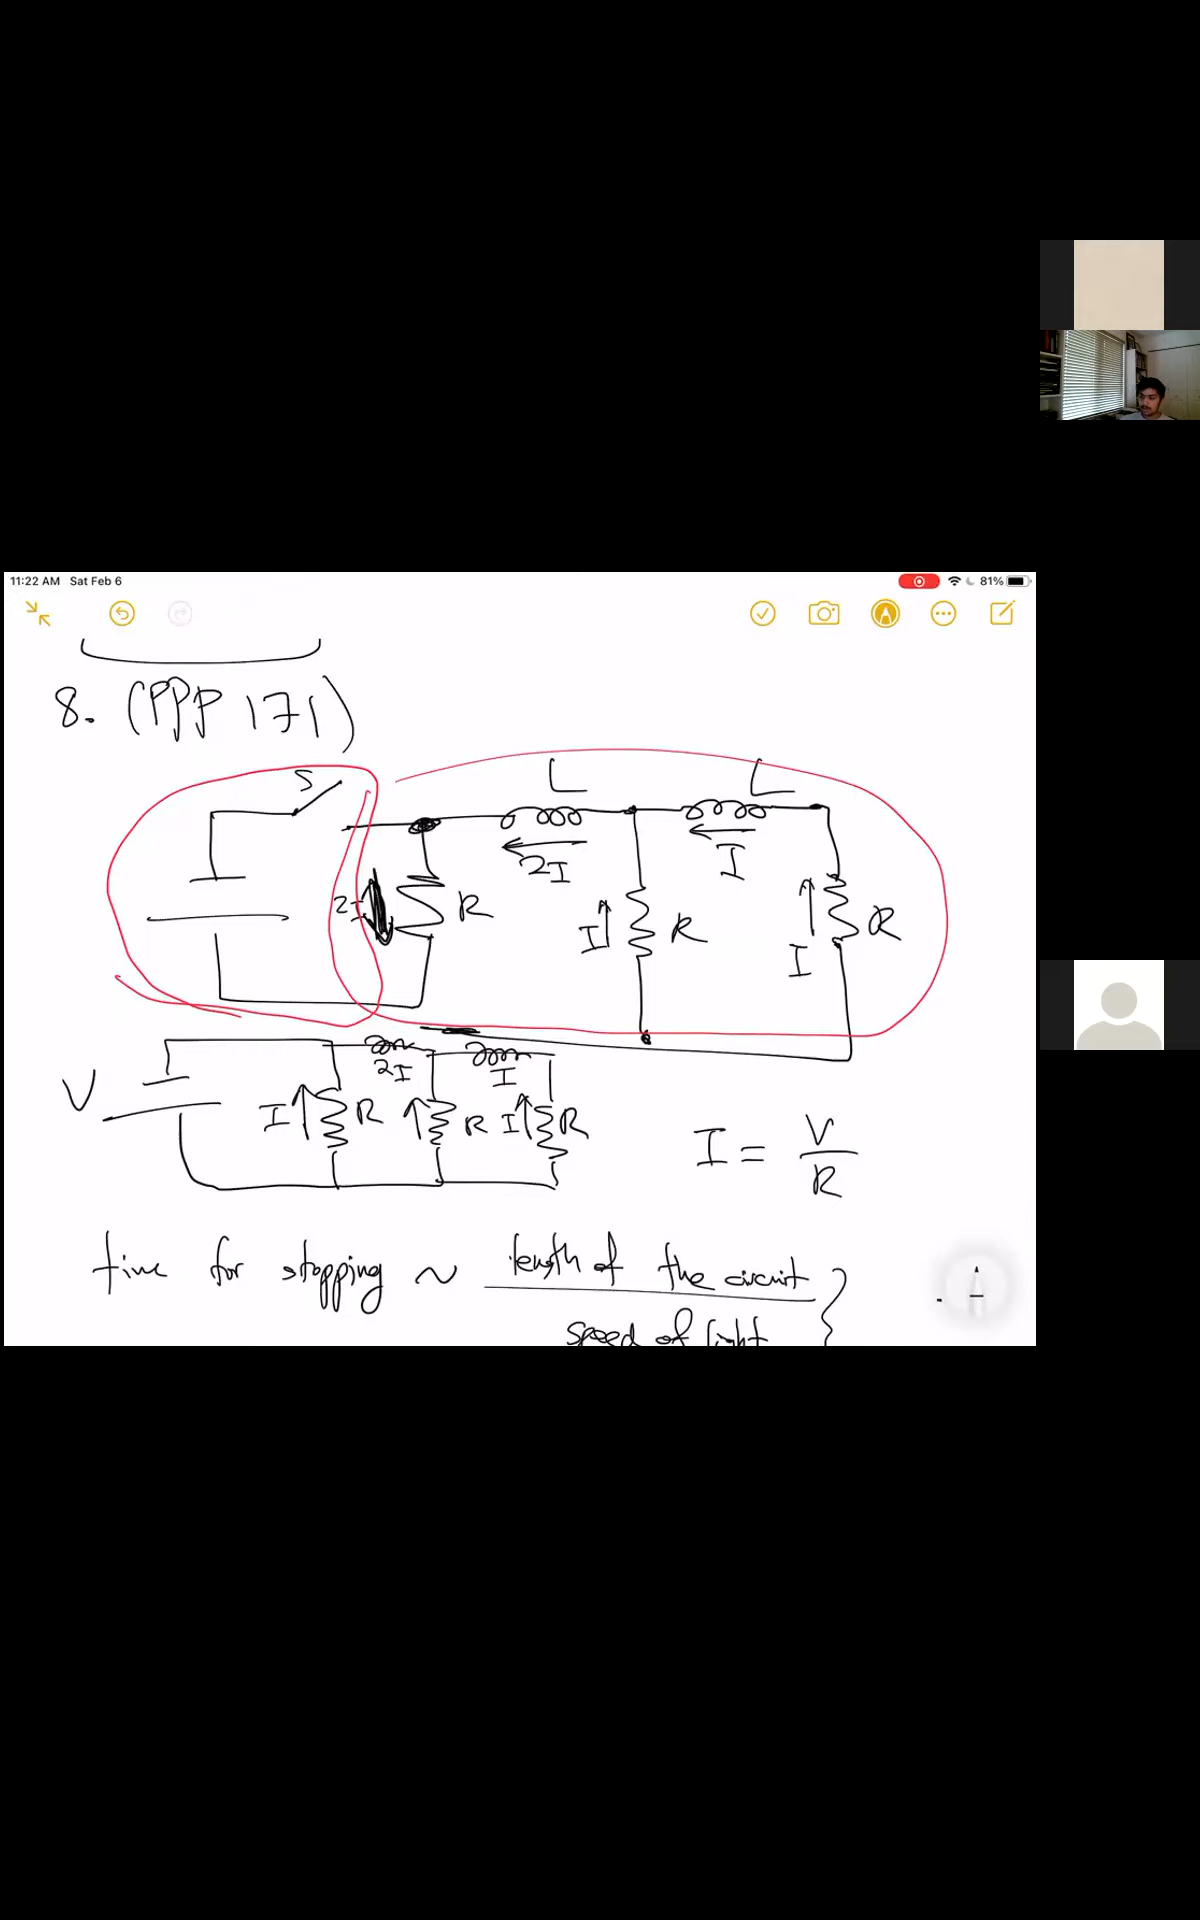 11:22 AM Sat Feb 6
81%
8. (PPP 171)
S
L
L
2I
I
2I
R
I
R
I
R
V
2I
I
I
R
R
I
R
I = V/R
time for stopping ~ length of the circuit
speed of light